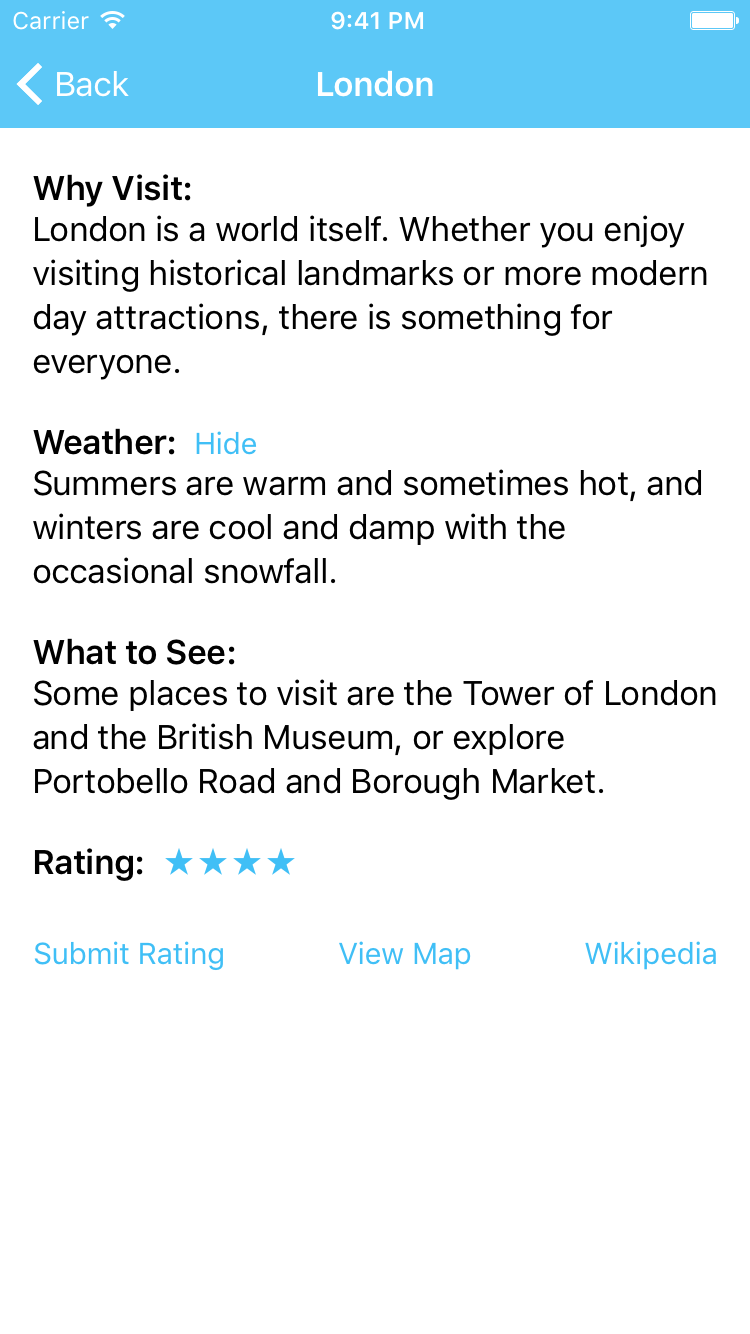 Carrier 9:41 PM
Back London
Why Visit:
London is a world itself. Whether you enjoy
visiting historical landmarks or more modern
day attractions, there is something for
everyone.
Weather: Hide
Summers are warm and sometimes hot, and
winters are cool and damp with the
occasional snowfall.
What to See:
Some places to visit are the Tower of London
and the British Museum, or explore
Portobello Road and Borough Market.
Rating: ★★★★
Submit Rating View Map Wikipedia